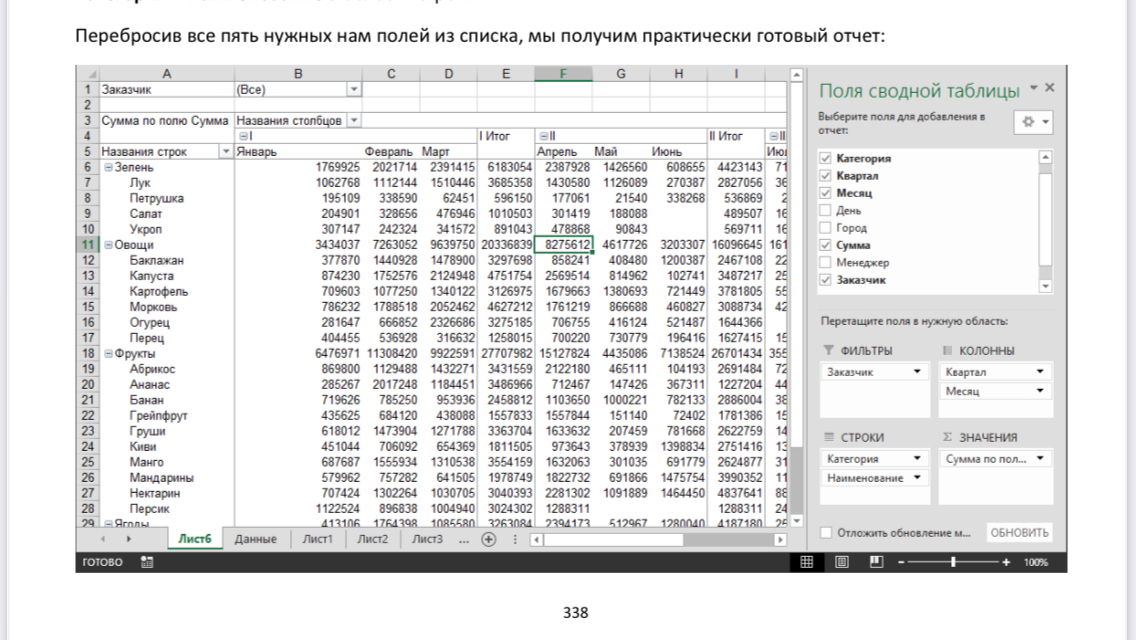 Перебросив все пять нужных нам полей из списка, мы получим практически готовый отчет:
A B C D E F G H I
1 Заказчик (Все)
2
3 Сумма по полю Сумма Названия столбцов
4 I I Итог II II Итог
5 Названия строк Январь Февраль Март Апрель Май Июнь
6 Зелень 1769925 2021714 2391415 6183054 2387928 1426560 608655 4423143 71
7 Лук 1062768 1112144 1510446 3685358 1430580 1126089 270387 2827056 36
8 Петрушка 195109 338590 62451 596150 177061 21540 338268 536869 2
9 Салат 204901 328656 476946 1010503 301419 188088 489507 16
10 Укроп 307147 242324 341572 891043 478868 90843 569711 16
11 Овощи 3434037 7263052 9639750 20336839 8275612 4617726 3203307 16096645 161
12 Баклажан 377870 1440928 1478900 3297698 858241 408480 1200387 2467108 22
13 Капуста 874230 1752576 2124948 4751754 2569514 814962 102741 3487217 25
14 Картофель 709603 1077250 1340122 3126975 1679663 1380693 721449 3781805 55
15 Морковь 786232 1788518 2052462 4627212 1761219 866688 460827 3088734 42
16 Огурец 281647 666852 2326686 3275185 706755 416124 521487 1644366
17 Перец 404455 536928 316632 1258015 700220 730779 196416 1627415 15
18 Фрукты 6476971 11308420 9922591 27707982 15127824 4435086 7138524 26701434 355
19 Абрикос 869800 1129488 1432271 3431559 2122180 465111 104193 2691484 72
20 Ананас 285267 2017248 1184451 3486966 712467 147426 367311 1227204 44
21 Банан 719626 785250 953936 2458812 1103650 1000221 782133 2886004 38
22 Грейпфрут 435625 684120 438088 1557833 1557844 151140 72402 1781386 15
23 Груши 618012 1473904 1271788 3363704 1633632 207459 781668 2622759 14
24 Киви 451044 706092 654369 1811505 973643 378939 1398834 2751416 13
25 Манго 687687 1555934 1310538 3554159 1632063 301035 691779 2624877 31
26 Мандарины 579962 757282 641505 1978749 1822732 691866 1475754 3990352 11
27 Нектарин 707424 1302264 1030705 3040393 2281302 1091889 1464450 4837641 88
28 Персик 1122524 896838 1004940 3024302 1288311 1288311 24
29 Ягоды 413106 1764398 1085580 3263084 2394173 512967 1280040 4187180 26
Лист6 Данные Лист1 Лист2 Лист3 ...
ГОТОВО 100%
Поля сводной таблицы
Выберите поля для добавления в
отчет:
Категория
Квартал
Месяц
День
Город
Сумма
Менеджер
Заказчик
Перетащите поля в нужную область:
ФИЛЬТРЫ КОЛОННЫ
Заказчик Квартал
Месяц
СТРОКИ Σ ЗНАЧЕНИЯ
Категория Сумма по пол...
Наименование
Отложить обновление м... ОБНОВИТЬ
338